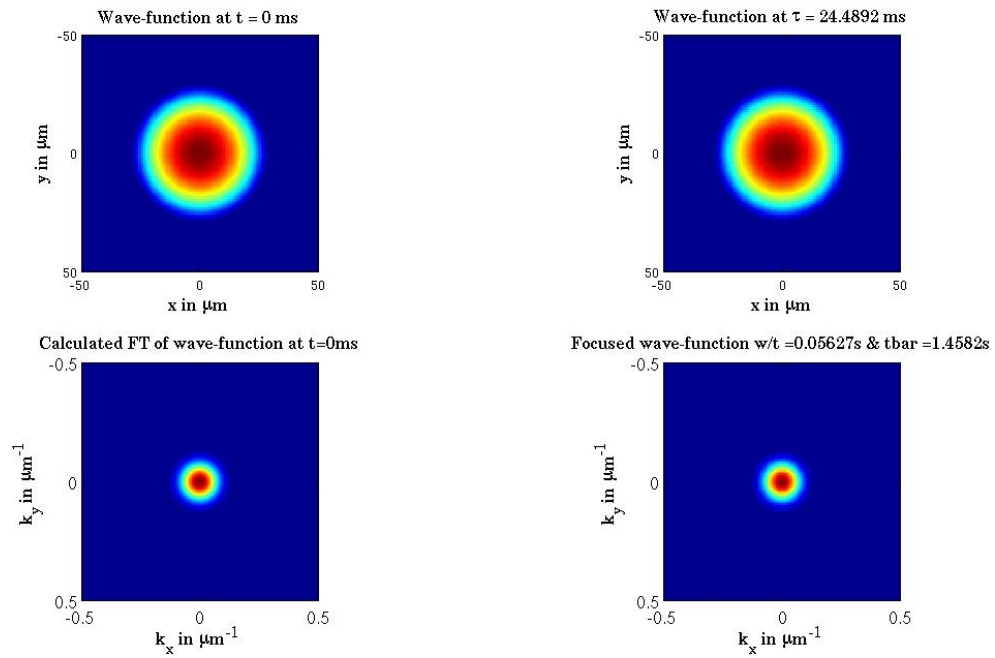 Wave-function at t = 0 ms
-50
0
50
y in μm
-50 0 50
x in μm
Wave-function at τ = 24.4892 ms
-50
0
50
y in μm
-50 0 50
x in μm
Calculated FT of wave-function at t=0ms
-0.5
0
0.5
k_y in μm^-1
-0.5 0 0.5
k_x in μm^-1
Focused wave-function w/t =0.05627s & tbar =1.4582s
-0.5
0
0.5
k_y in μm^-1
-0.5 0 0.5
k_x in μm^-1